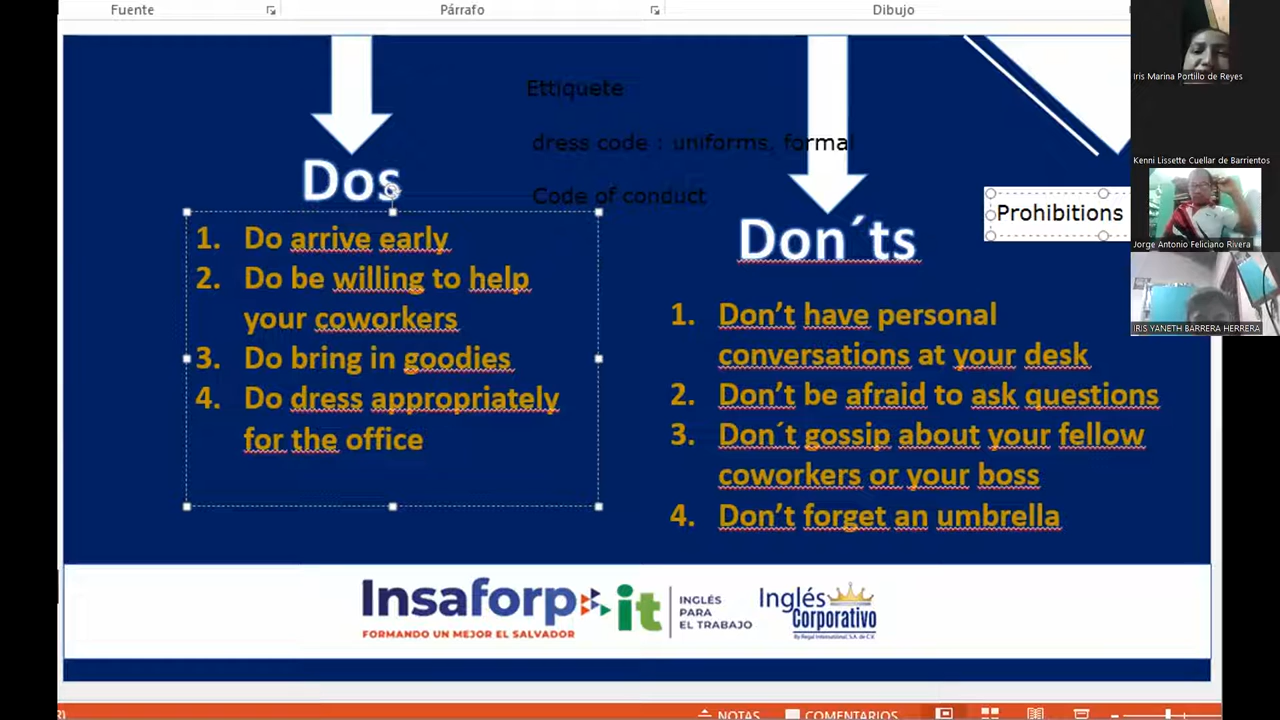 Fuente
Párrafo
Dibujo
Ettiquete
dress code : uniforms, formal
Code of conduct
Dos
1. Do arrive early
2. Do be willing to help
your coworkers
3. Do bring in goodies
4. Do dress appropriately
for the office
Don´ts
Prohibitions
1. Don’t have personal
conversations at your desk
2. Don’t be afraid to ask questions
3. Don´t gossip about your fellow
coworkers or your boss
4. Don’t forget an umbrella
Insaforp
FORMANDO UN MEJOR EL SALVADOR
it
INGLÉS
PARA
EL TRABAJO
Inglés
Corporativo
By Regal International, S.A. de C.V.
Iris Marina Portillo de Reyes
Kenni Lissette Cuellar de Barrientos
Jorge Antonio Feliciano Rivera
IRIS YANETH BARRERA HERRERA
NOTAS
COMENTARIOS